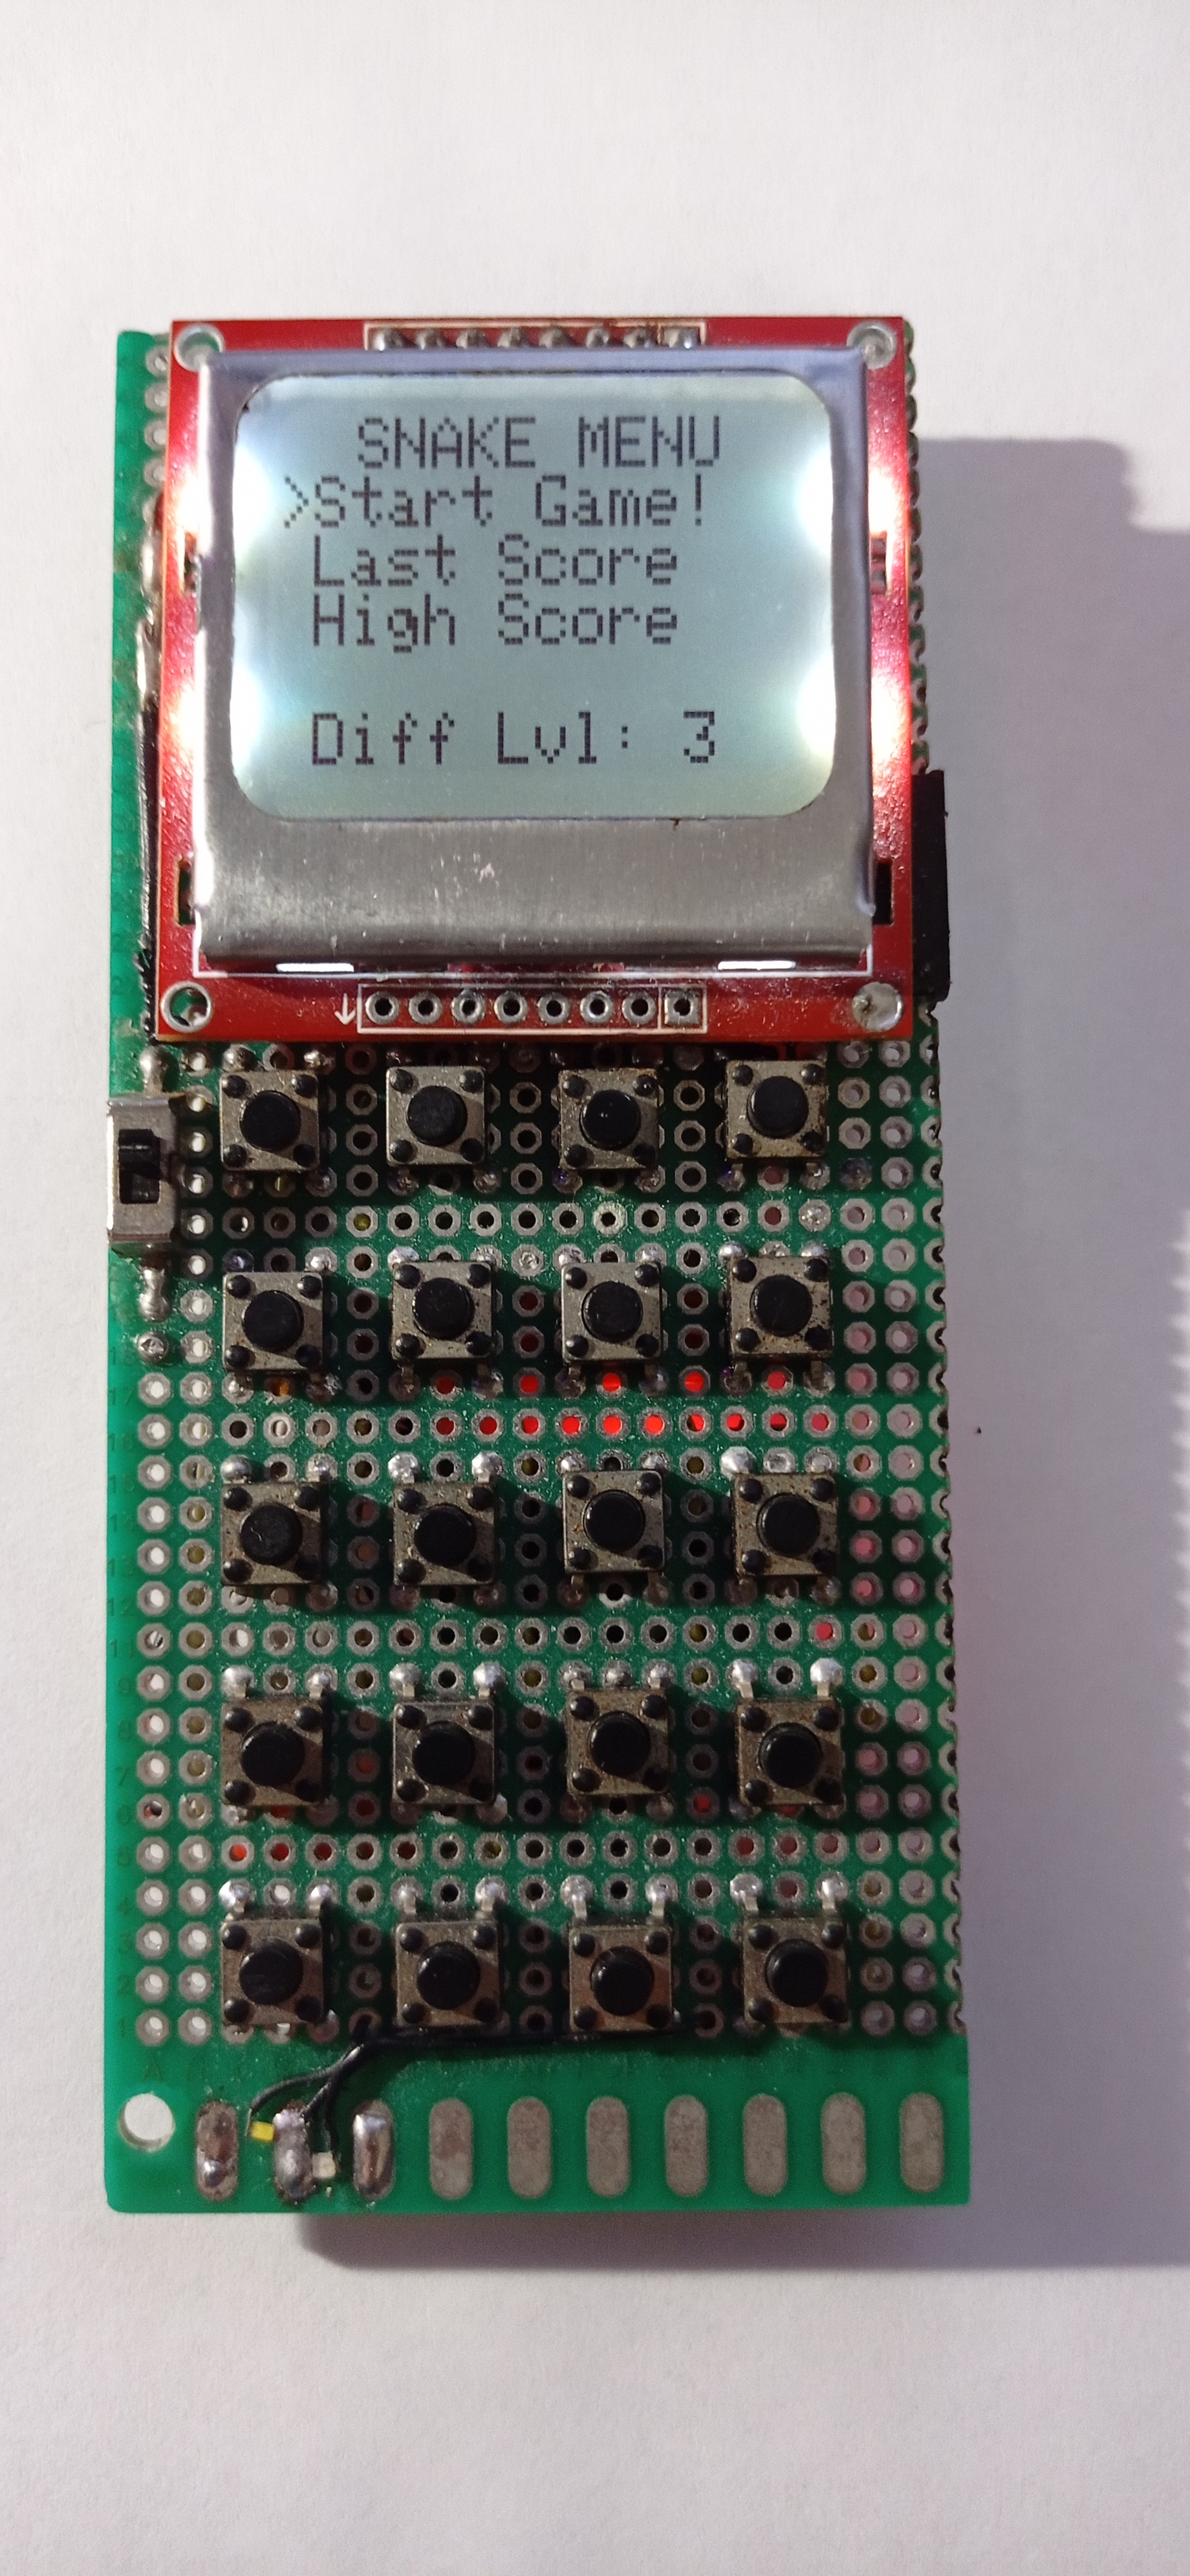 SNAKE MENU
>Start Game!
Last Score
High Score
Diff Lvl: 3